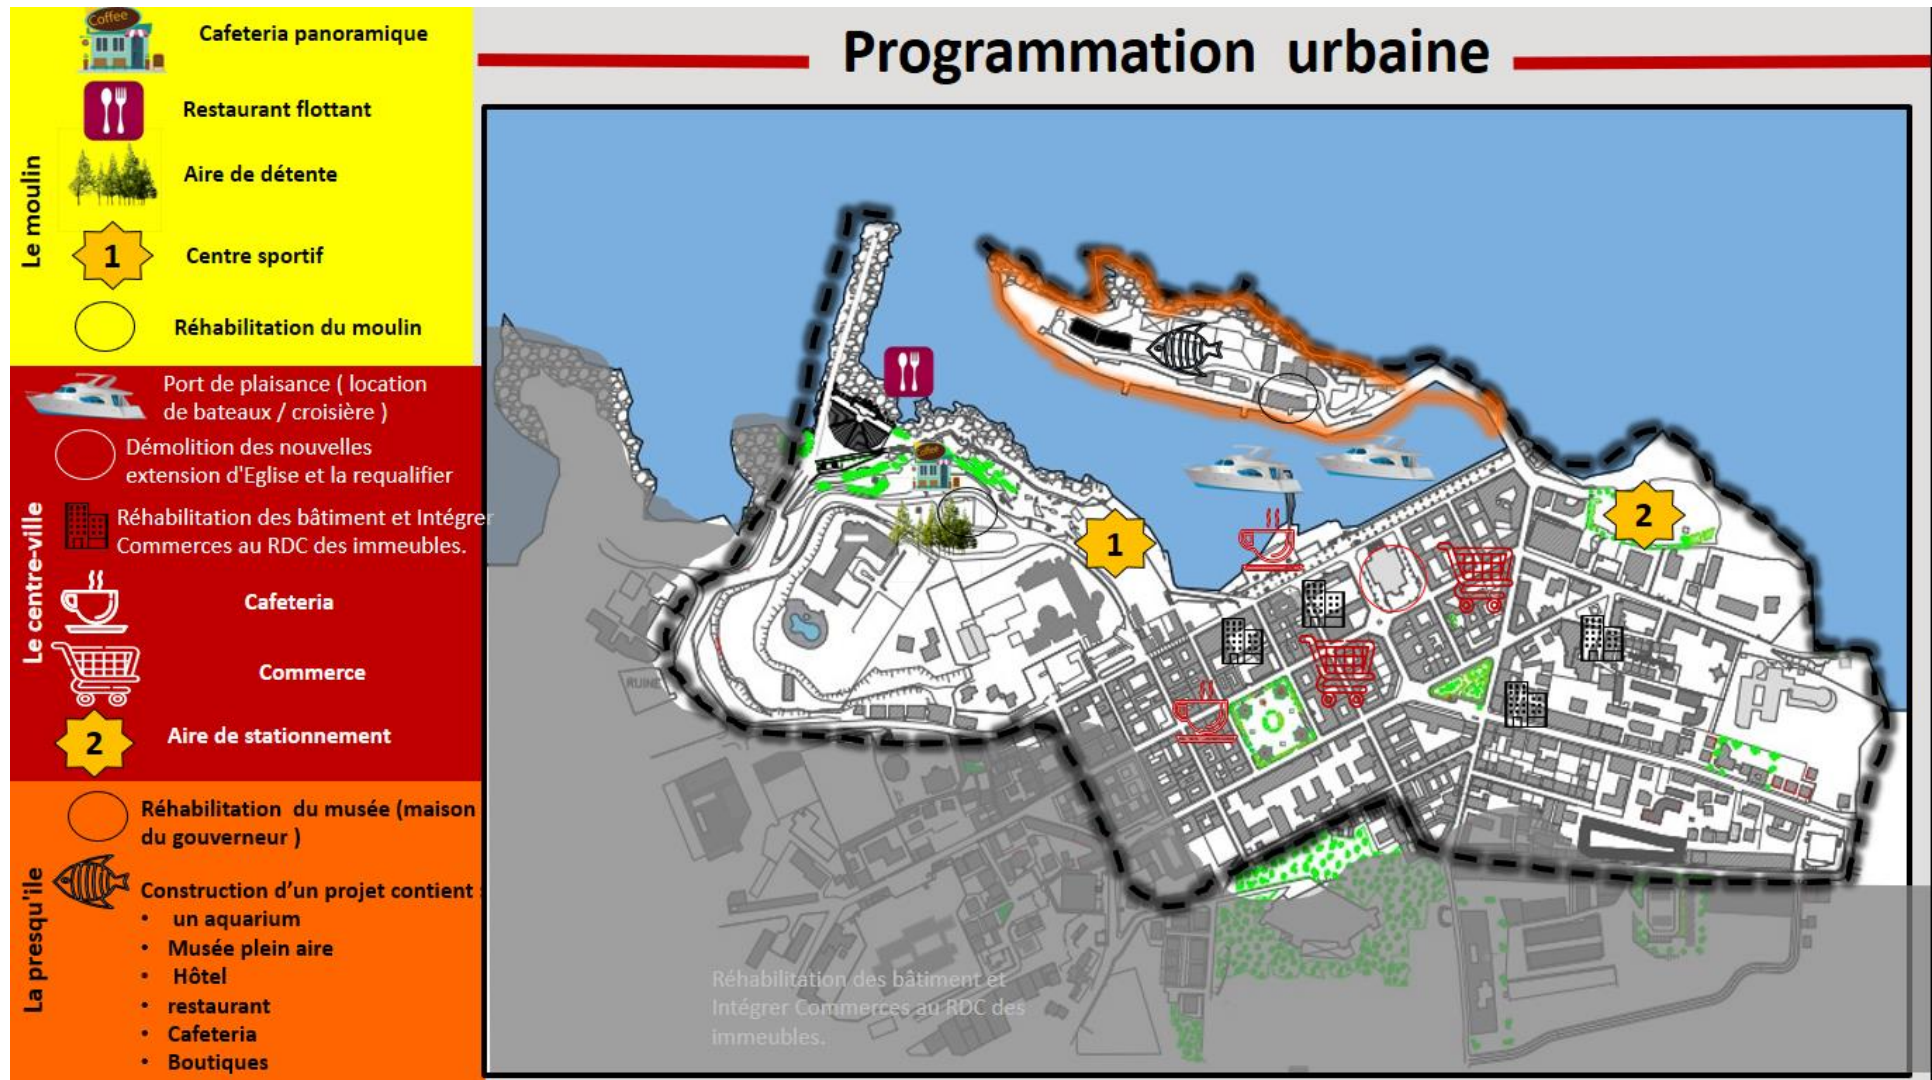 Programmation urbaine
Le moulin
Coffee
Cafeteria panoramique
Restaurant flottant
Aire de détente
1
Centre sportif
Réhabilitation du moulin
Le centre-ville
Port de plaisance ( location
de bateaux / croisière )
Démolition des nouvelles
extension d'Eglise et la requalifier
Réhabilitation des bâtiment et Intégrer
Commerces au RDC des immeubles.
Cafeteria
Commerce
2
Aire de stationnement
La presqu'ile
Réhabilitation du musée (maison
du gouverneur )
Construction d’un projet contient :
• un aquarium
• Musée plein aire
• Hôtel
• restaurant
• Cafeteria
• Boutiques
Coffee
1
2
RUINE
Réhabilitation des bâtiment et
Intégrer Commerces au RDC des
immeubles.